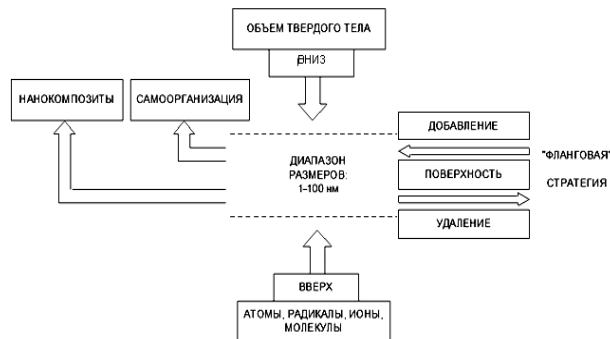 ОБЪЕМ ТВЕРДОГО ТЕЛА
ВНИЗ
НАНОКОМПОЗИТЫ
САМООРГАНИЗАЦИЯ
ДОБАВЛЕНИЕ
ДИАПАЗОН
РАЗМЕРОВ:
1–100 нм
"ФЛАНГОВАЯ"
ПОВЕРХНОСТЬ
СТРАТЕГИЯ
УДАЛЕНИЕ
ВВЕРХ
АТОМЫ, РАДИКАЛЫ, ИОНЫ,
МОЛЕКУЛЫ